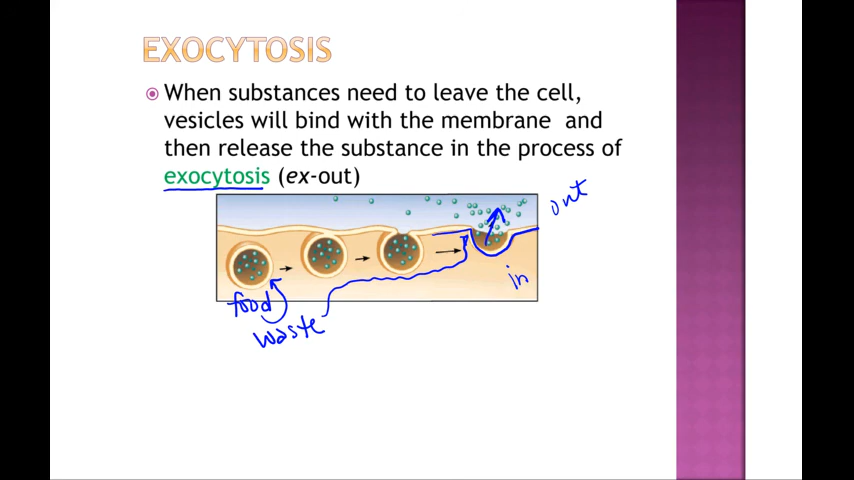 EXOCYTOSIS
When substances need to leave the cell,
vesicles will bind with the membrane and
then release the substance in the process of
exocytosis (ex-out)
out
in
food
waste